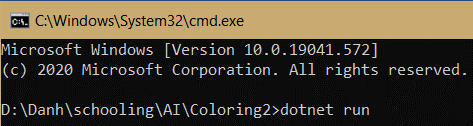 C:\Windows\System32\cmd.exe
Microsoft Windows [Version 10.0.19041.572]
(c) 2020 Microsoft Corporation. All rights reserved.
D:\Danh\schooling\AI\Coloring2>dotnet run